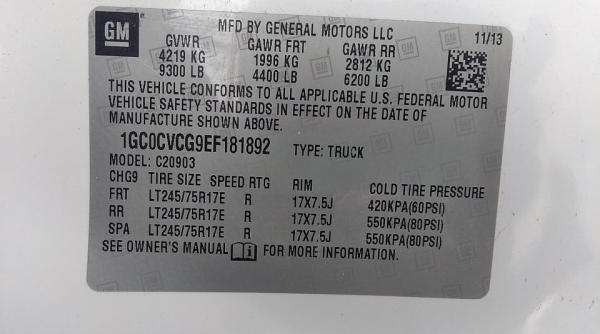 GM
MFD BY GENERAL MOTORS LLC
11/13
GVWR GAWR FRT GAWR RR
4219 KG 1996 KG 2812 KG
9300 LB 4400 LB 6200 LB
THIS VEHICLE CONFORMS TO ALL APPLICABLE U.S. FEDERAL MOTOR
VEHICLE SAFETY STANDARDS IN EFFECT ON THE DATE OF
MANUFACTURE SHOWN ABOVE.
1GC0CVCG9EF181892 TYPE: TRUCK
MODEL: C20903
CHG9 TIRE SIZE SPEED RTG RIM COLD TIRE PRESSURE
FRT LT245/75R17E R 17X7.5J 420KPA(60PSI)
RR LT245/75R17E R 17X7.5J 550KPA(80PSI)
SPA LT245/75R17E R 17X7.5J 550KPA(80PSI)
SEE OWNER'S MANUAL FOR MORE INFORMATION.